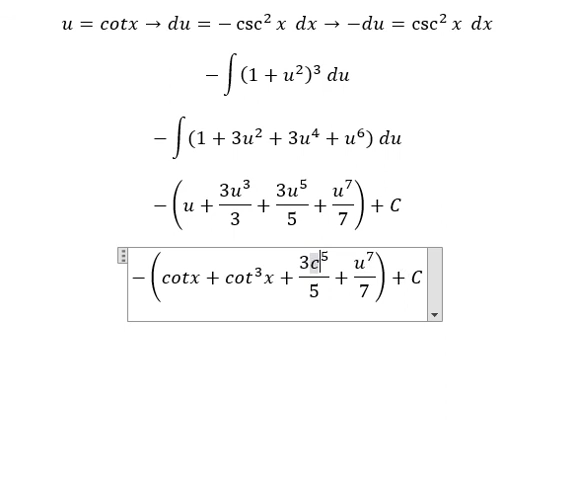 u = cotx → du = − csc² x dx → −du = csc² x dx
− ∫ (1 + u²)³ du
− ∫ (1 + 3u² + 3u⁴ + u⁶) du
− (u + 3u³/3 + 3u⁵/5 + u⁷/7) + C
− (cotx + cot³x + 3c⁵/5 + u⁷/7) + C